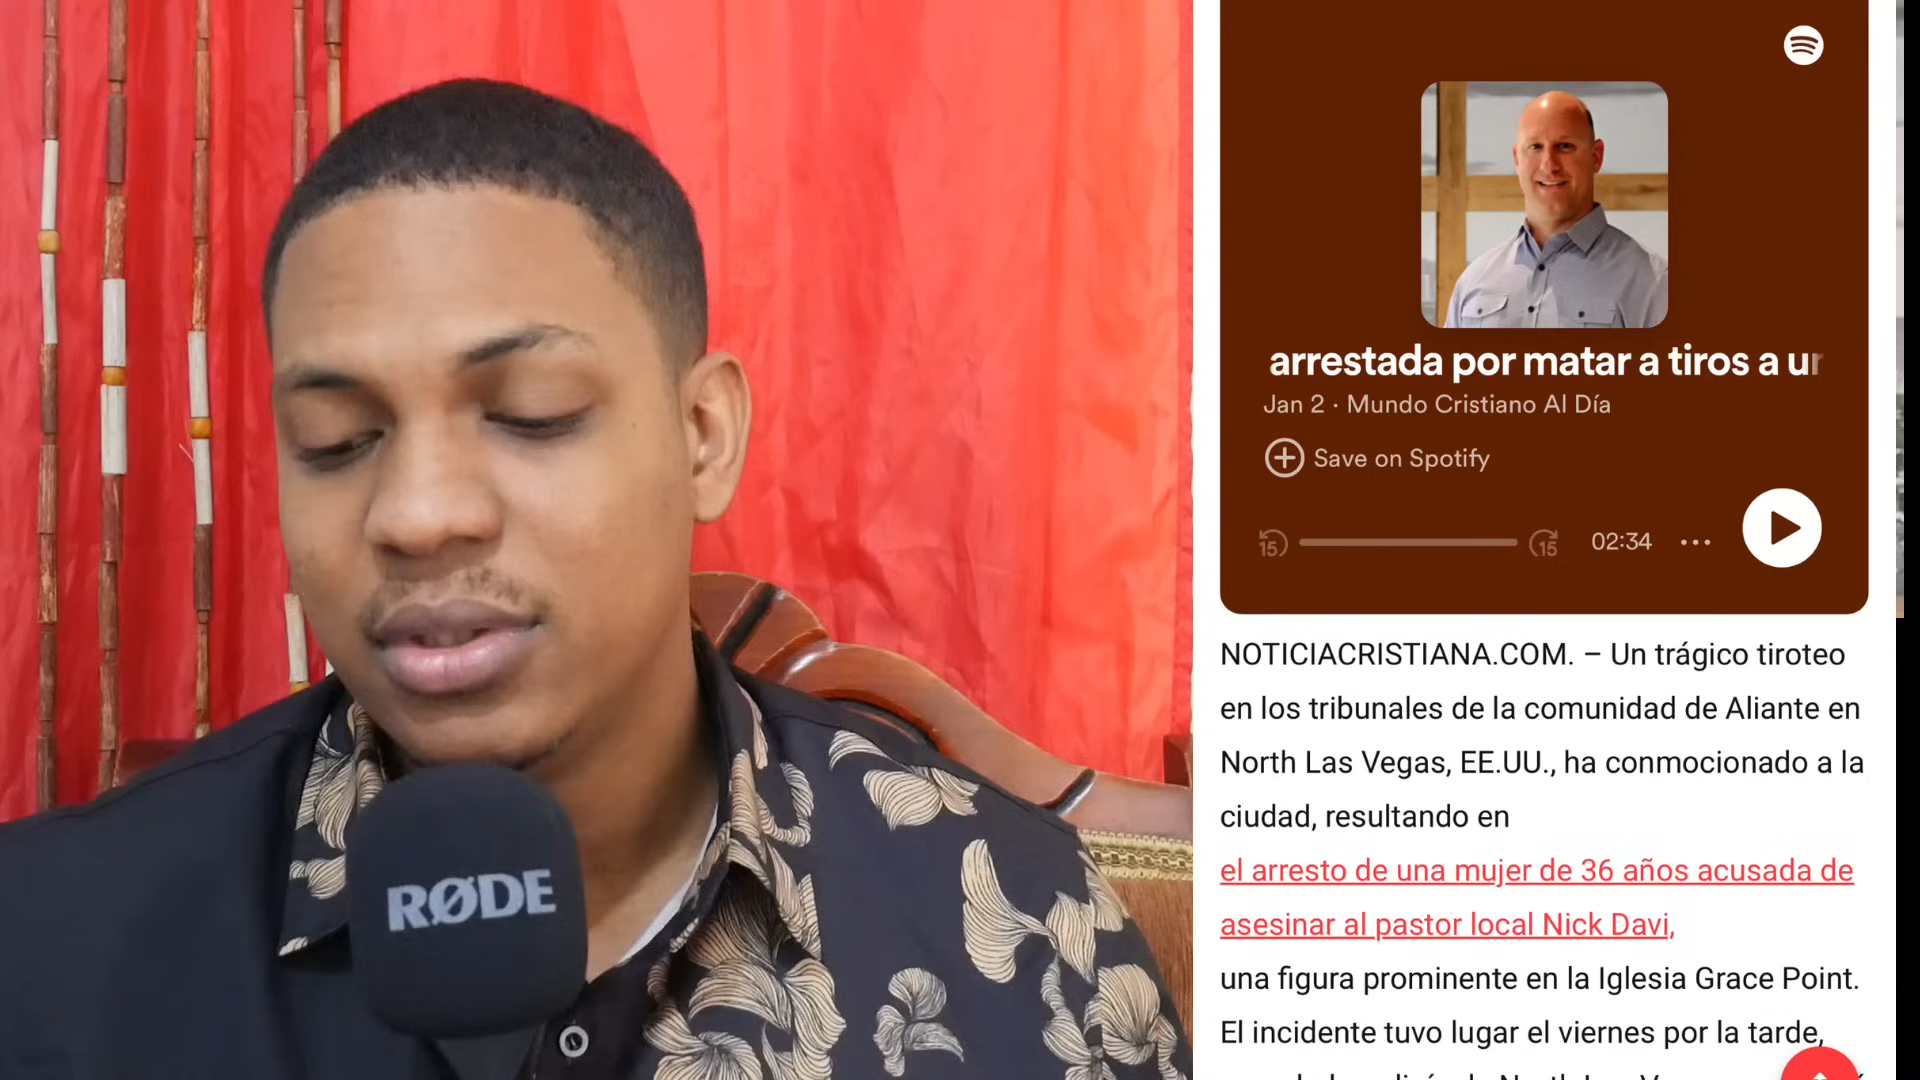 RØDE
arrestada por matar a tiros a ur
Jan 2 · Mundo Cristiano Al Día
Save on Spotify
15
15
02:34
NOTICIACRISTIANA.COM. – Un trágico tiroteo
en los tribunales de la comunidad de Aliante en
North Las Vegas, EE.UU., ha conmocionado a la
ciudad, resultando en
el arresto de una mujer de 36 años acusada de
asesinar al pastor local Nick Davi,
una figura prominente en la Iglesia Grace Point.
El incidente tuvo lugar el viernes por la tarde,